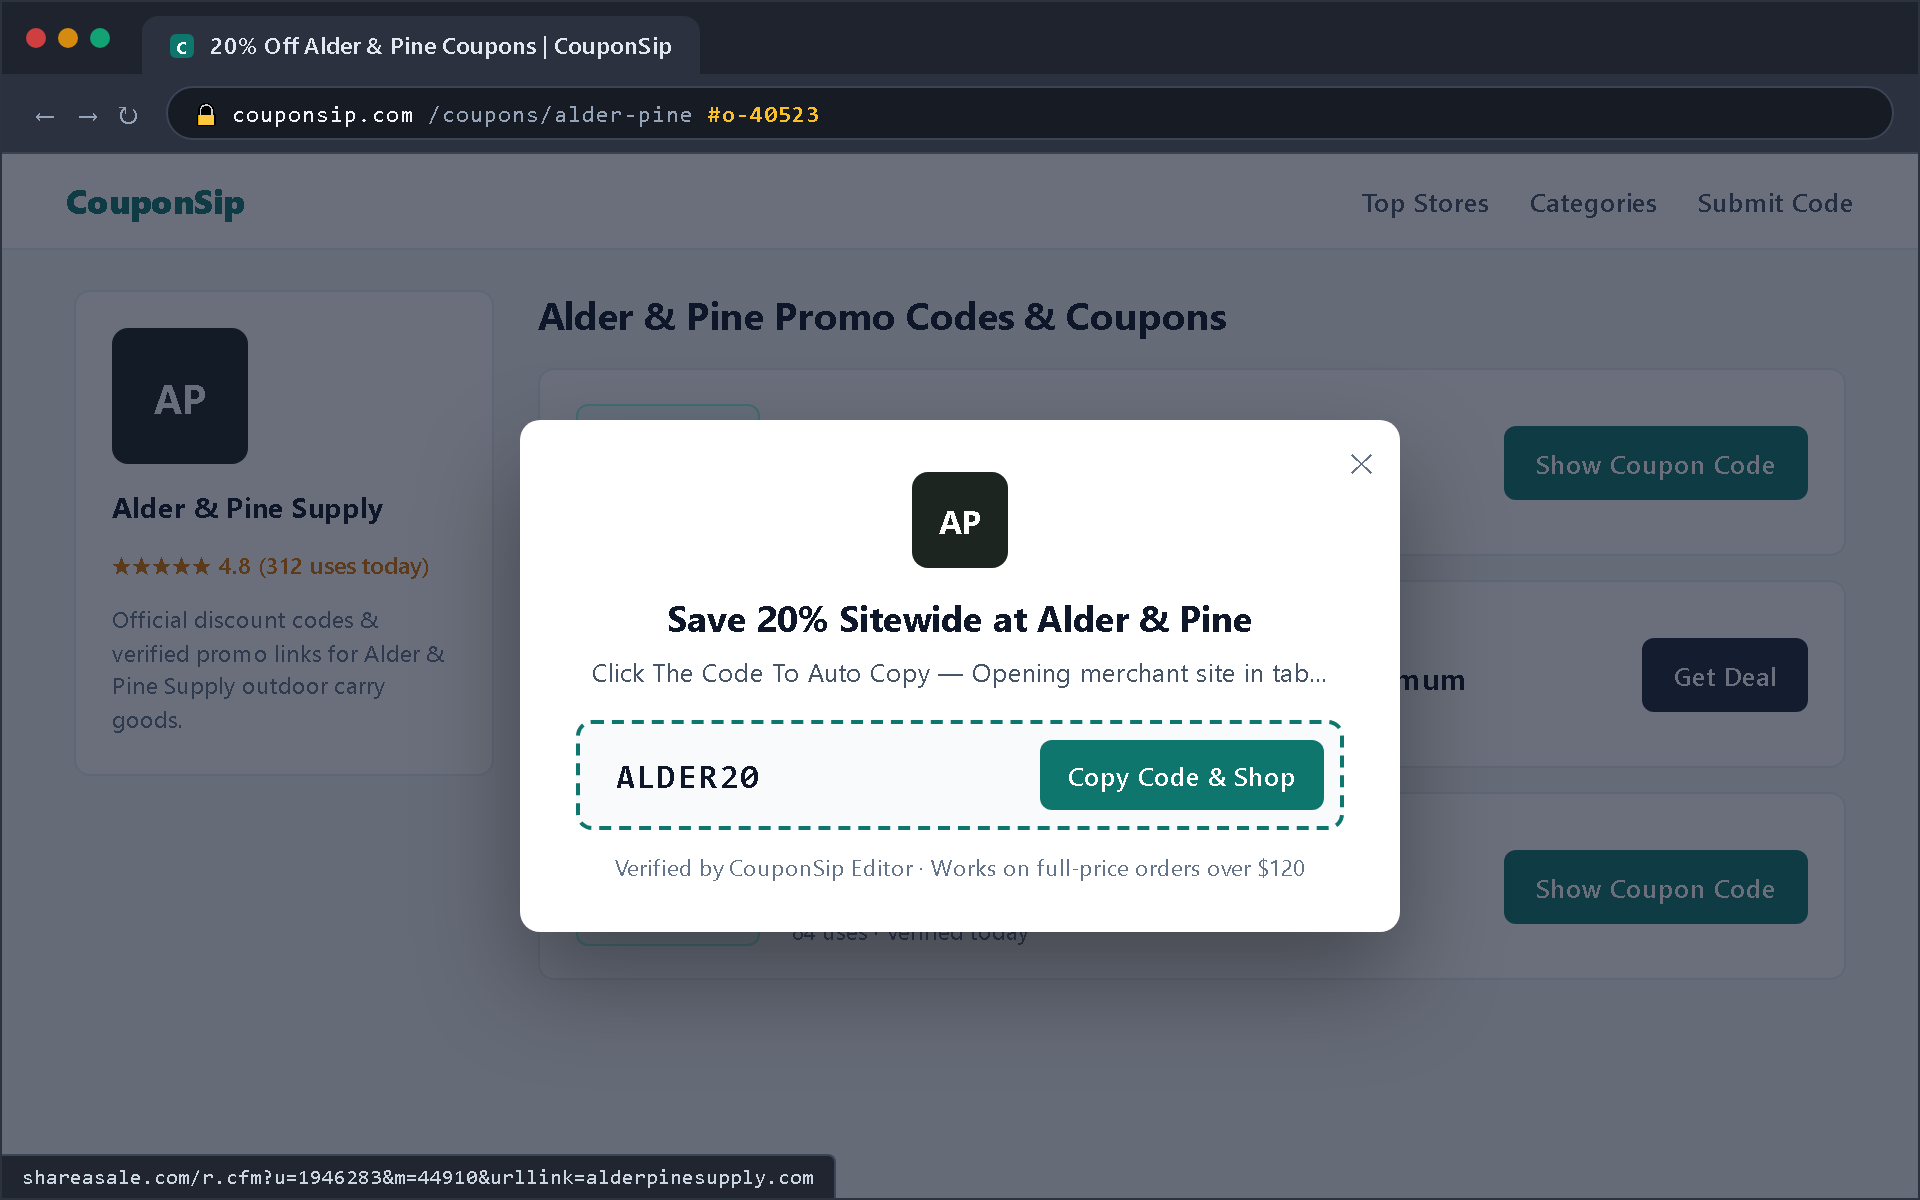 C 20% Off Alder & Pine Coupons | CouponSip
← → ↻ couponsip.com /coupons/alder-pine #o-40523
CouponSip
Top Stores Categories Submit Code
AP
Alder & Pine Supply
★★★★★ 4.8 (312 uses today)
Official discount codes &
verified promo links for Alder &
Pine Supply outdoor carry
goods.
Alder & Pine Promo Codes & Coupons
Show Coupon Code
Get Deal
Show Coupon Code
AP
Save 20% Sitewide at Alder & Pine
Click The Code To Auto Copy — Opening merchant site in tab...
ALDER20
Copy Code & Shop
Verified by CouponSip Editor · Works on full-price orders over $120
64 uses · verified today
shareasale.com/r.cfm?u=1946283&m=44910&urllink=alderpinesupply.com